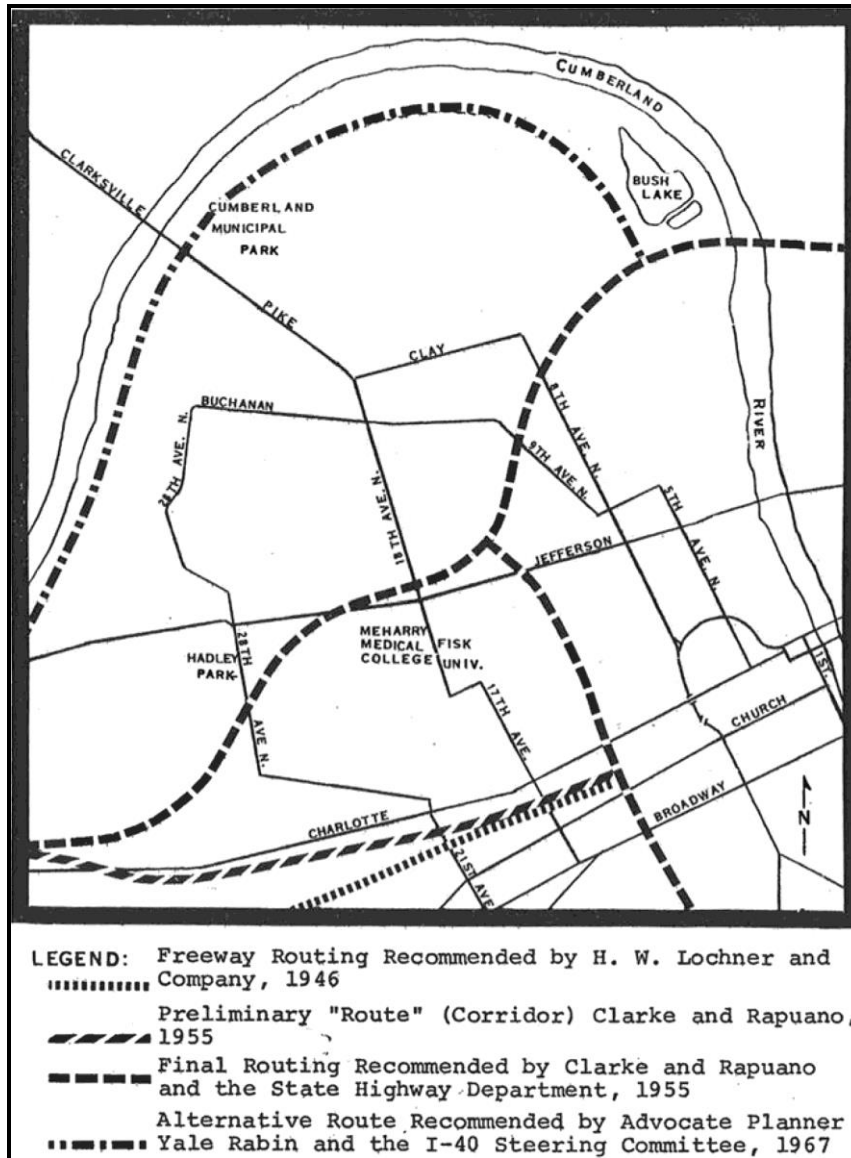 CUMBERLAND
BUSH
LAKE
CLARKSVILLE
CUMBERLAND
MUNICIPAL
PARK
PIKE
CLAY
BUCHANAN
8TH AVE. N.
RIVER
28TH AVE. N.
9TH AVE. N.
5TH AVE. N.
18TH AVE. N.
JEFFERSON
MEHARRY
MEDICAL
COLLEGE
FISK
UNIV.
28TH AVE N.
HADLEY
PARK
17TH AVE.
1ST.
CHURCH
BROADWAY
CHARLOTTE
21ST AVE.
N
LEGEND: Freeway Routing Recommended by H. W. Lochner and
Company, 1946
Preliminary "Route" (Corridor) Clarke and Rapuano,
1955
Final Routing Recommended by Clarke and Rapuano
and the State Highway Department, 1955
Alternative Route Recommended by Advocate Planner
Yale Rabin and the I-40 Steering Committee, 1967